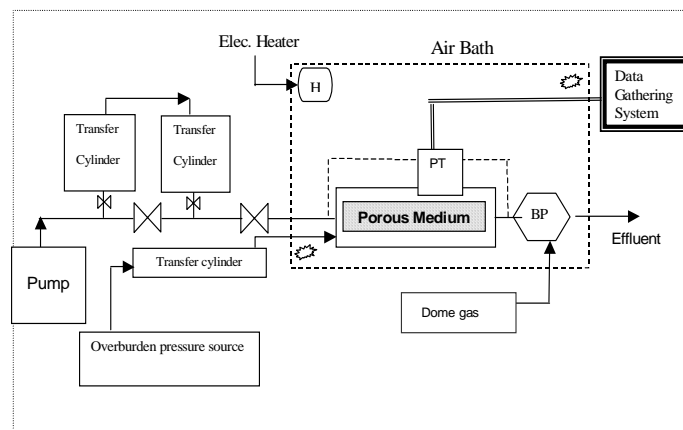 Elec. Heater
Air Bath
H
Data
Gathering
System
Transfer
Cylinder
Transfer
Cylinder
PT
Porous Medium
BP
Effluent
Transfer cylinder
Pump
Dome gas
Overburden pressure source